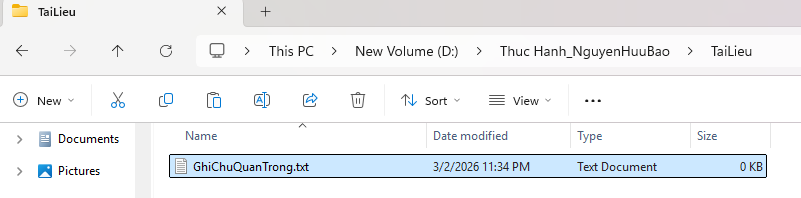 TaiLieu
This PC > New Volume (D:) > Thuc Hanh_NguyenHuuBao > TaiLieu
New Sort View
Name Date modified Type Size
Documents
GhiChuQuanTrong.txt 3/2/2026 11:34 PM Text Document 0 KB
Pictures